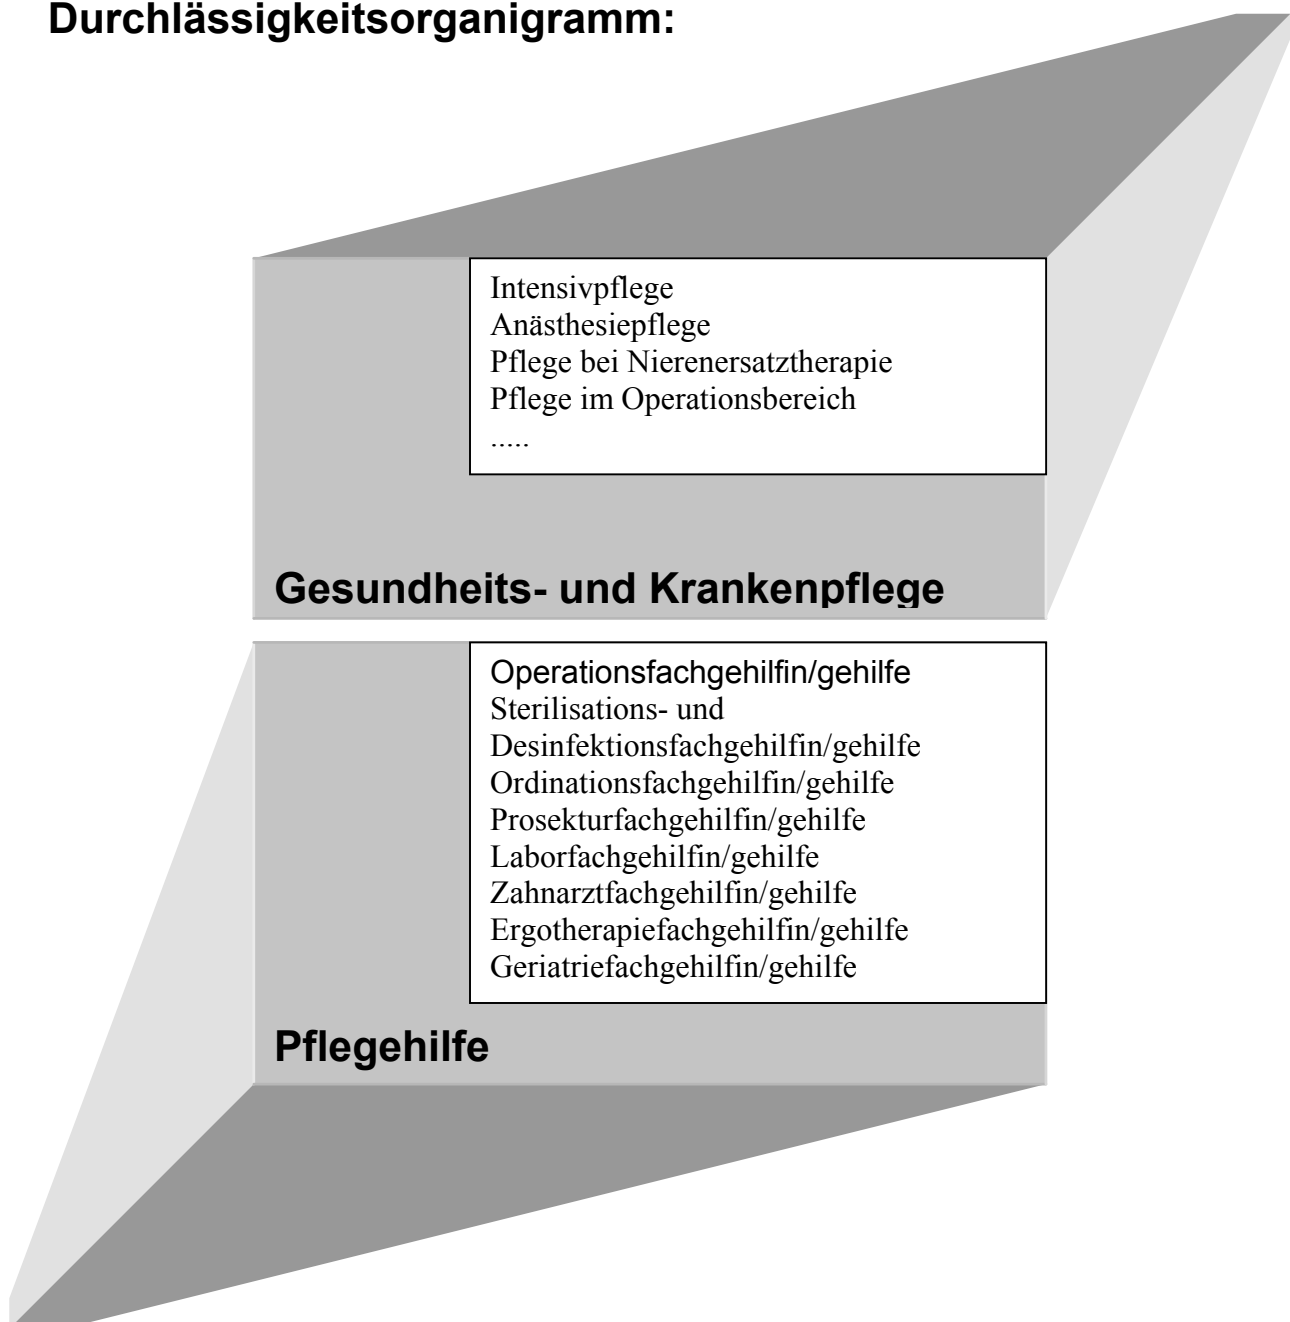 Durchlässigkeitsorganigramm:
Intensivpflege
Anästhesiepflege
Pflege bei Nierenersatztherapie
Pflege im Operationsbereich
.....
Gesundheits- und Krankenpflege
Operationsfachgehilfin/gehilfe
Sterilisations- und
Desinfektionsfachgehilfin/gehilfe
Ordinationsfachgehilfin/gehilfe
Prosekturfachgehilfin/gehilfe
Laborfachgehilfin/gehilfe
Zahnarztfachgehilfin/gehilfe
Ergotherapiefachgehilfin/gehilfe
Geriatriefachgehilfin/gehilfe
Pflegehilfe